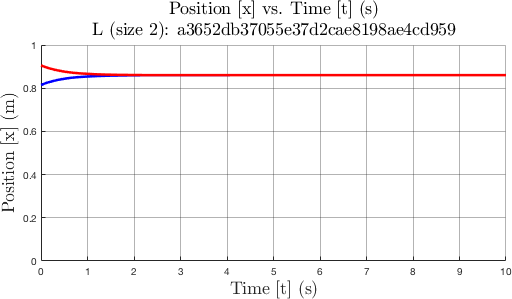 Position [x] vs. Time [t] (s)
L (size 2): a3652db37055e37d2cae8198ae4cd959
Position [x] (m)
1
0.8
0.6
0.4
0.2
0
0 1 2 3 4 5 6 7 8 9 10
Time [t] (s)